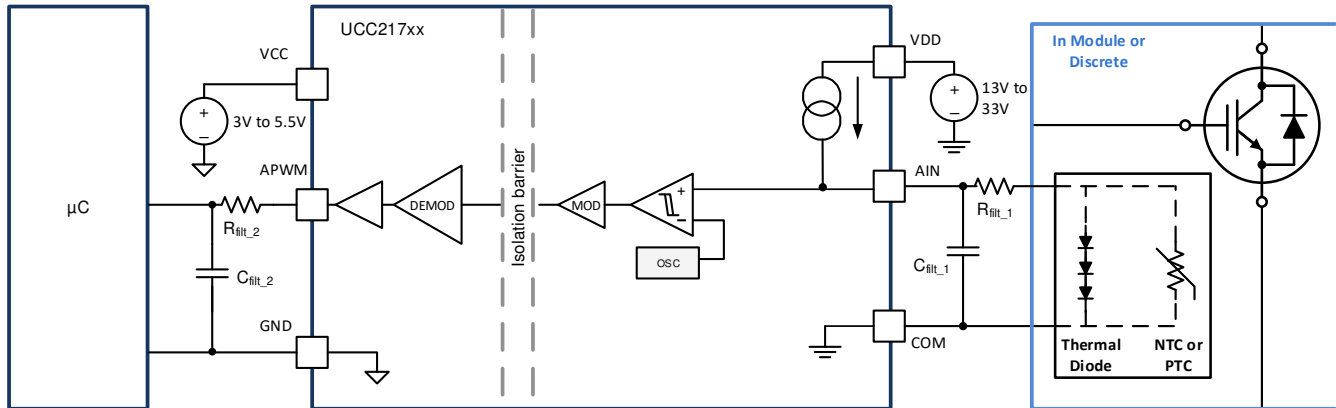 UCC217xx
In Module or
Discrete
VCC
VDD
+
3V to 5.5V
−
+
13V to
33V
−
Isolation barrier
APWM
AIN
µC
DEMOD
MOD
+
−
Rfilt_2
Rfilt_1
OSC
Cfilt_2
Cfilt_1
GND
COM
Thermal
Diode
NTC or
PTC